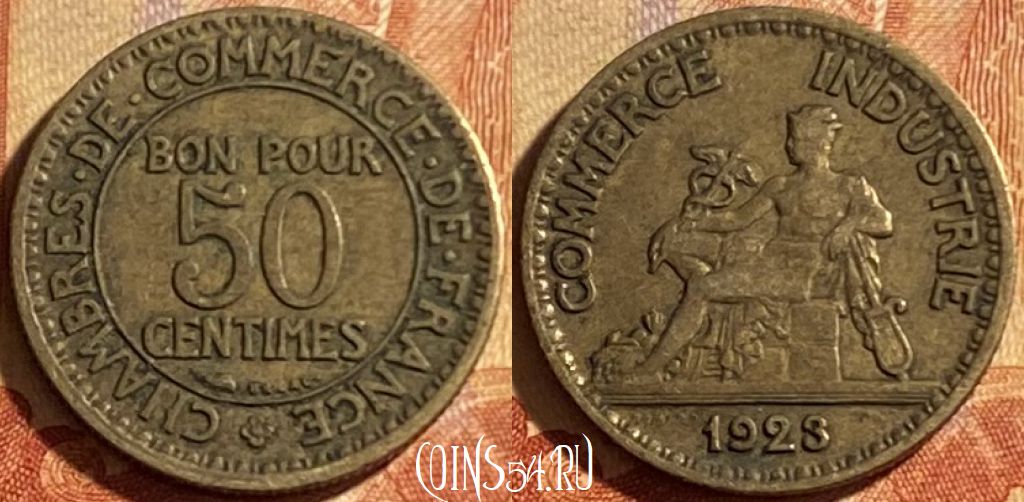 CHAMBRES·DE·COMMERCE·DE·FRANCE
BON POUR
50
CENTIMES
COMMERCE INDUSTRIE
1923
COINS54.RU